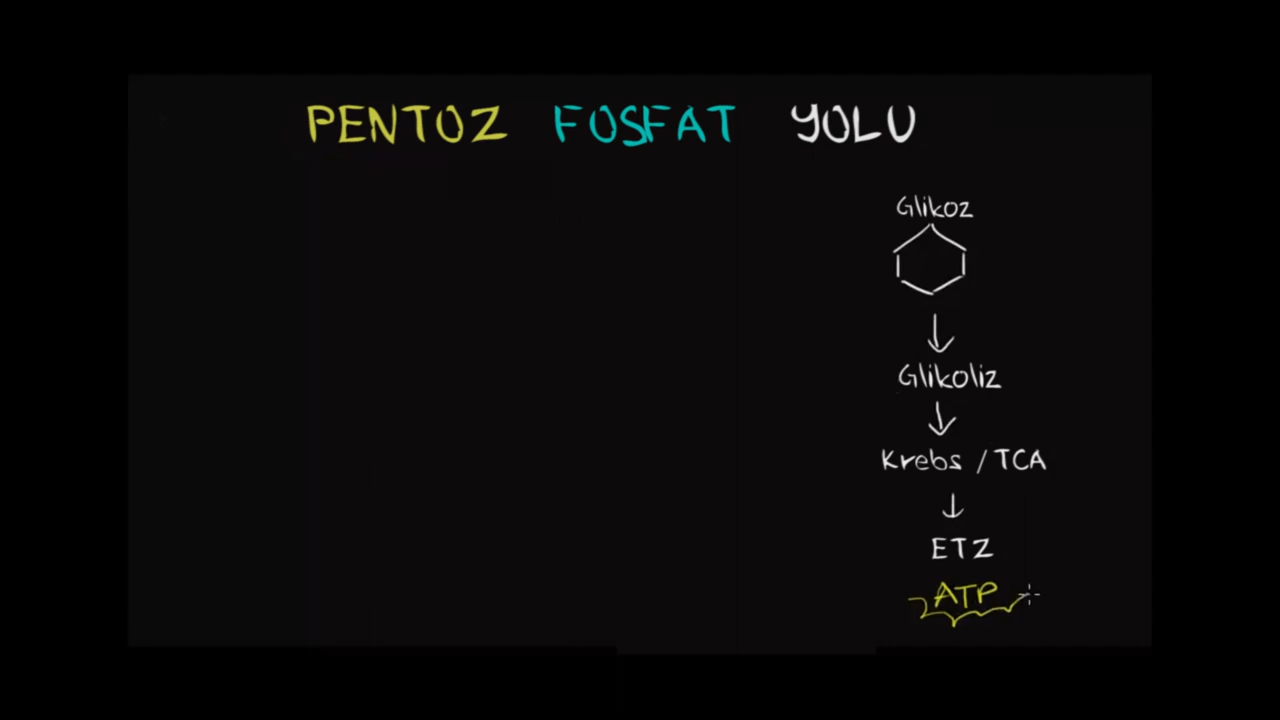 PENTOZ FOSFAT YOLU
Glikoz
Glikoliz
Krebs / TCA
ETZ
ATP